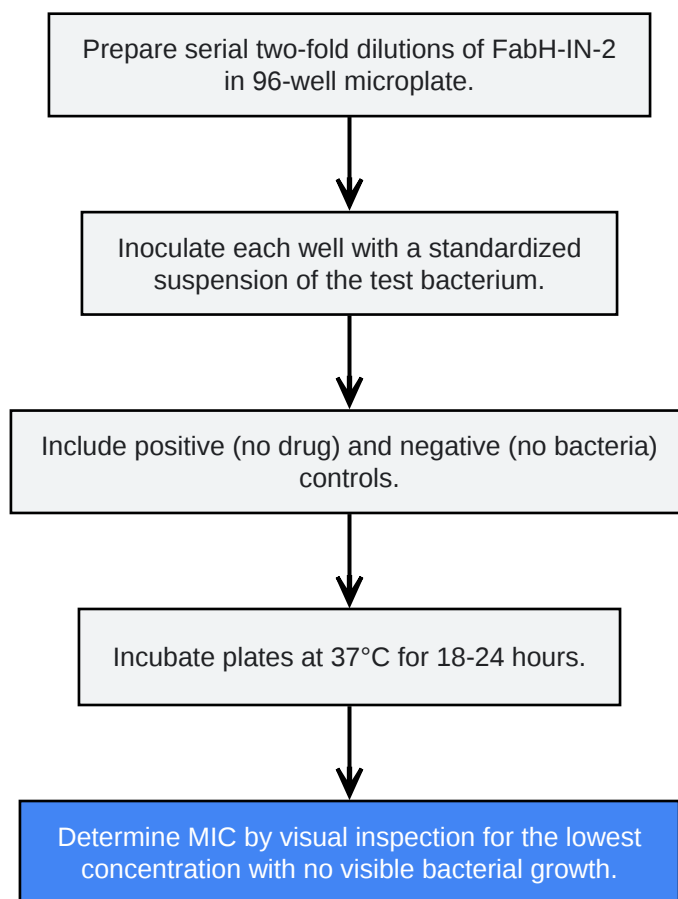 Prepare serial two-fold dilutions of FabH-IN-2
in 96-well microplate.
Inoculate each well with a standardized
suspension of the test bacterium.
Include positive (no drug) and negative (no bacteria)
controls.
Incubate plates at 37°C for 18-24 hours.
Determine MIC by visual inspection for the lowest
concentration with no visible bacterial growth.